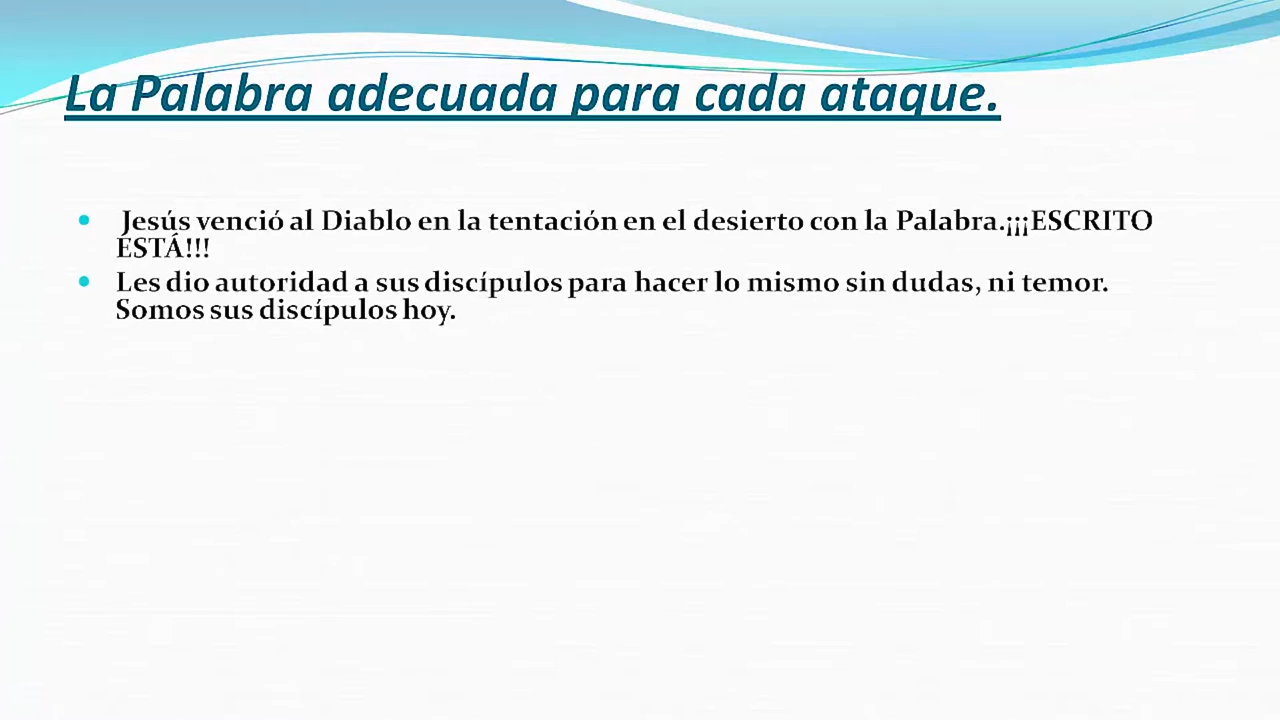 La Palabra adecuada para cada ataque.
Jesús venció al Diablo en la tentación en el desierto con la Palabra.¡¡¡ESCRITO
ESTÁ!!!
Les dio autoridad a sus discípulos para hacer lo mismo sin dudas, ni temor.
Somos sus discípulos hoy.